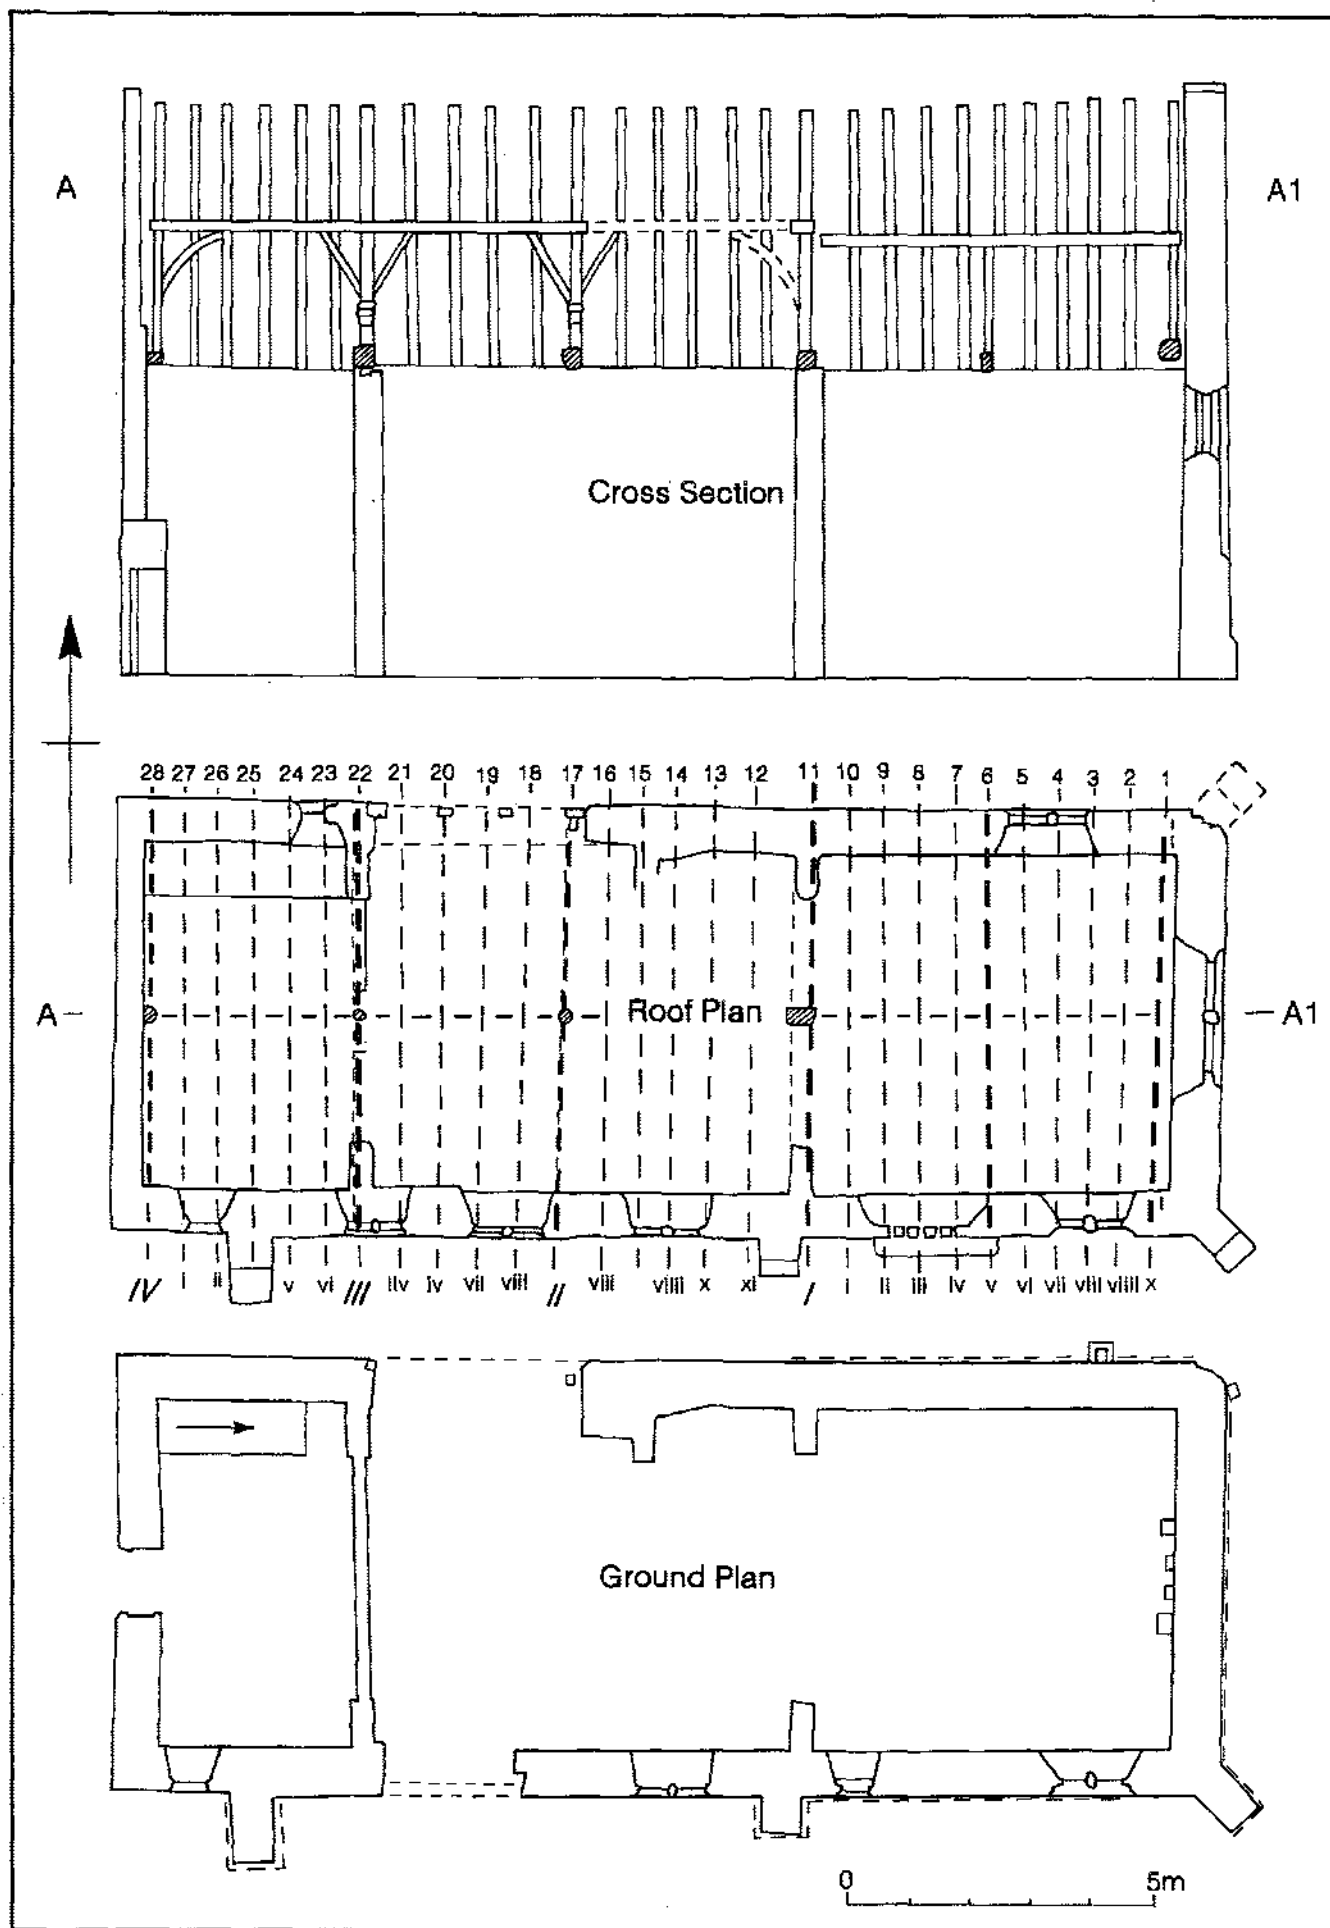 A A1
Cross Section
28 27 26 25 24 23 22 21 20 19 18 17 16 15 14 13 12 11 10 9 8 7 6 5 4 3 2 1
A Roof Plan A1
IV i ii v vi III iiv iv vii viii II viii viiii x xi I i ii iii iv v vi vii viii viiii x
Ground Plan
0 5m